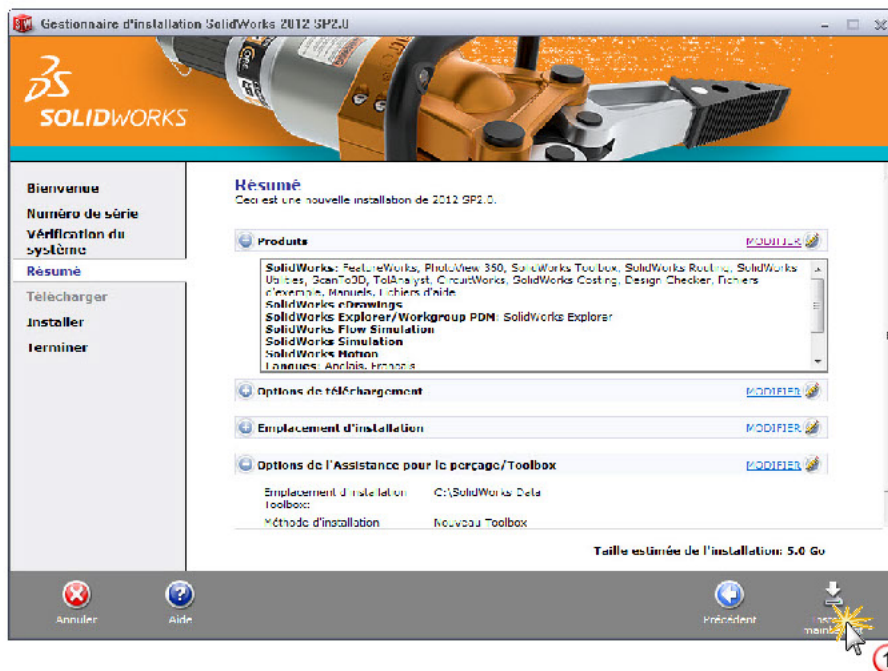 Gestionnaire d'installation SolidWorks 2012 SP2.0
SOLIDWORKS
Bienvenue
Numéro de série
Vérification du
système
Résumé
Télécharger
Installer
Terminer
Résumé
Ceci est une nouvelle installation de 2012 SP2.0.
Produits
MODIFIER
SolidWorks: FeatureWorks, PhotoView 360, SolidWorks Toolbox, SolidWorks Routing, SolidWorks
Utilities, ScanTo3D, TolAnalyst, CircuitWorks, SolidWorks Costing, Design Checker, Fichiers
d'exemple, Manuels, Fichiers d'aide
SolidWorks eDrawings
SolidWorks Explorer/Workgroup PDM: SolidWorks Explorer
SolidWorks Flow Simulation
SolidWorks Simulation
SolidWorks Motion
Langues: Anglais, Français
Options de téléchargement
MODIFIER
Emplacement d'installation
MODIFIER
Options de l'Assistance pour le perçage/Toolbox
MODIFIER
Emplacement d'installation C:\SolidWorks Data
Toolbox:
Méthode d'installation Nouveau Toolbox
Taille estimée de l'installation: 5.0 Go
Annuler
Aide
Précédent
1